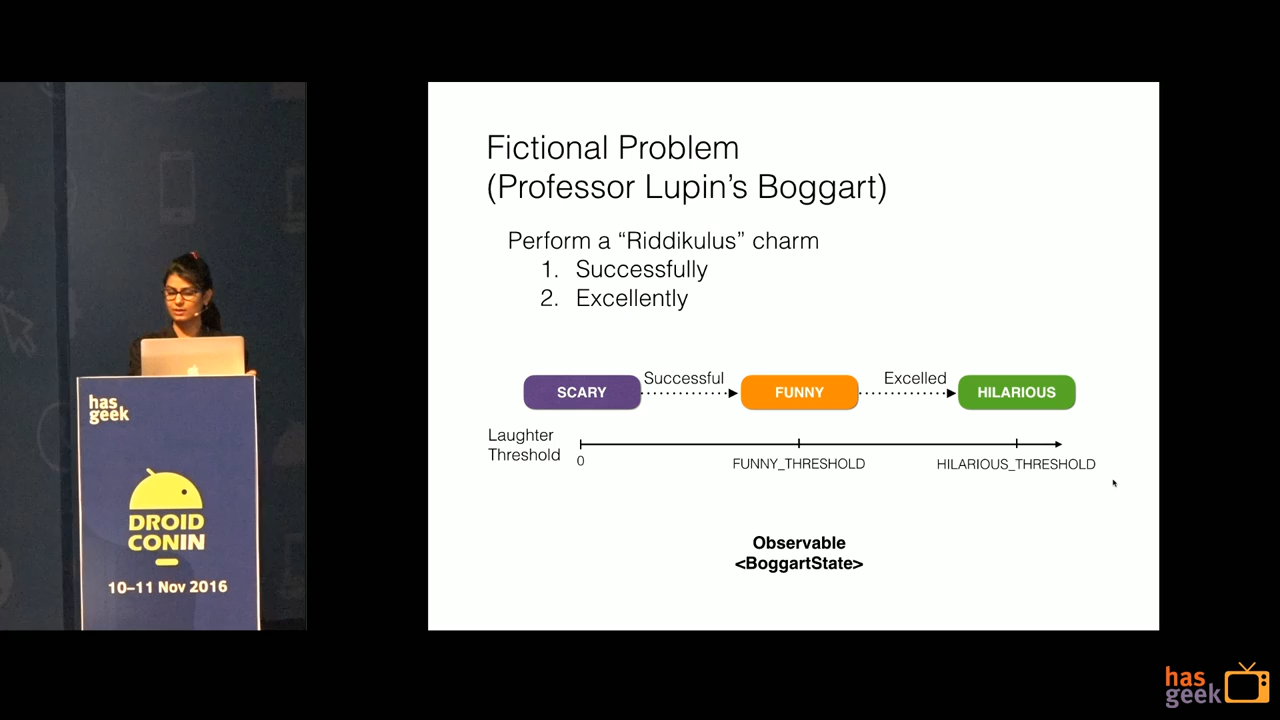 has
geek
DROID
CONIN
10–11 Nov 2016
Fictional Problem
(Professor Lupin’s Boggart)
Perform a “Riddikulus” charm
1. Successfully
2. Excellently
SCARY
Successful
FUNNY
Excelled
HILARIOUS
Laughter
Threshold
0
FUNNY_THRESHOLD
HILARIOUS_THRESHOLD
Observable
<BoggartState>
has
geek